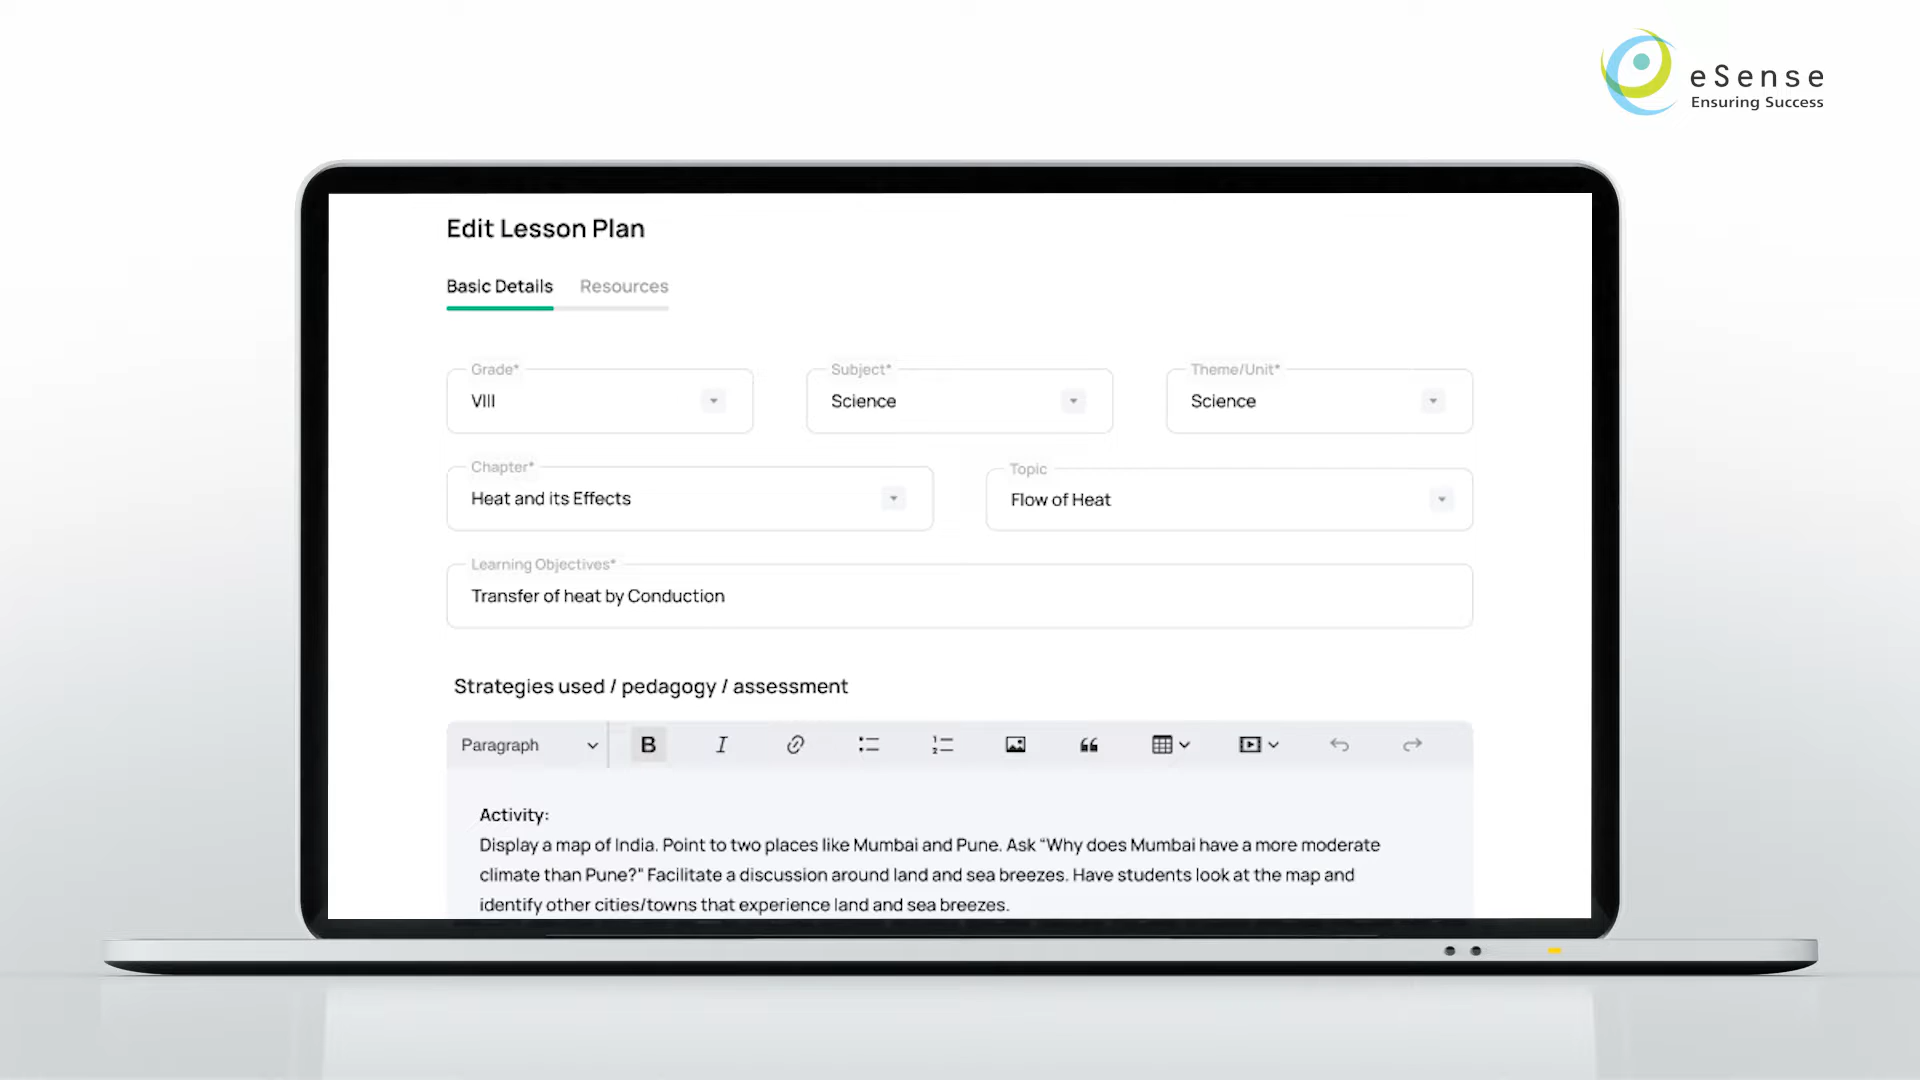 eSense
Ensuring Success
Edit Lesson Plan
Basic Details Resources
Grade* Subject* Theme/Unit*
VIII Science Science
Chapter* Topic
Heat and its Effects Flow of Heat
Learning Objectives*
Transfer of heat by Conduction
Strategies used / pedagogy / assessment
Paragraph B I
Activity:
Display a map of India. Point to two places like Mumbai and Pune. Ask “Why does Mumbai have a more moderate
climate than Pune?” Facilitate a discussion around land and sea breezes. Have students look at the map and
identify other cities/towns that experience land and sea breezes.